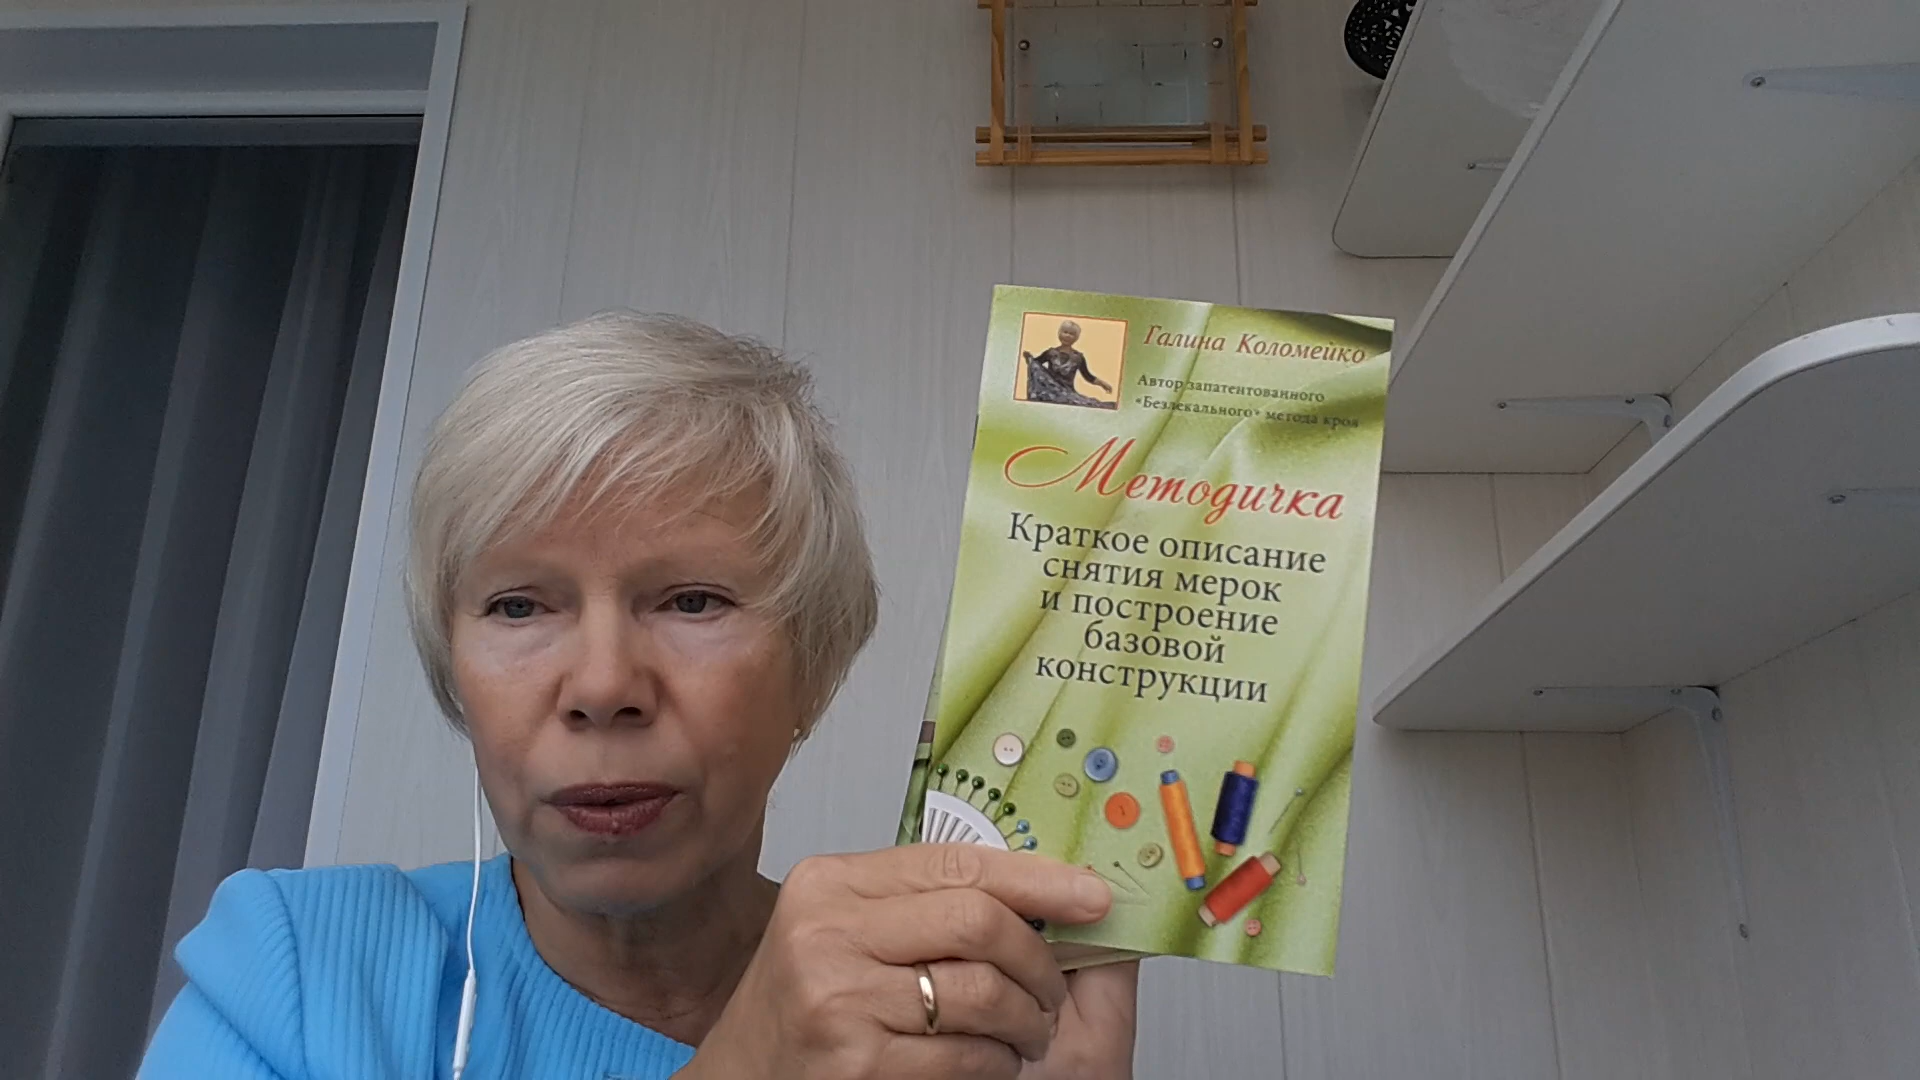 Галина Коломейко
Автор запатентованного
"Безлекального" метода кроя
Методичка
Краткое описание
снятия мерок
и построение
базовой
конструкции